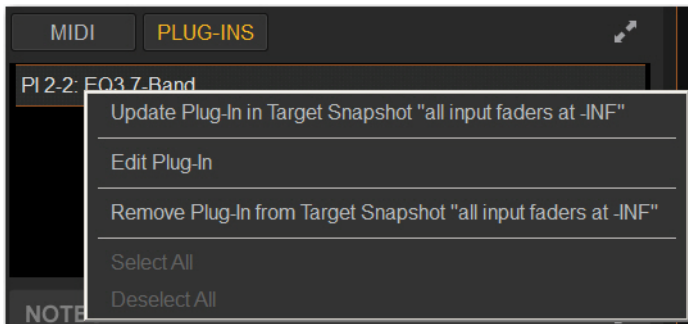 MIDI PLUG-INS
PI 2-2: EQ3 7-Band
Update Plug-In in Target Snapshot "all input faders at -INF"
Edit Plug-In
Remove Plug-In from Target Snapshot "all input faders at -INF"
Select All
Deselect All
NOTE